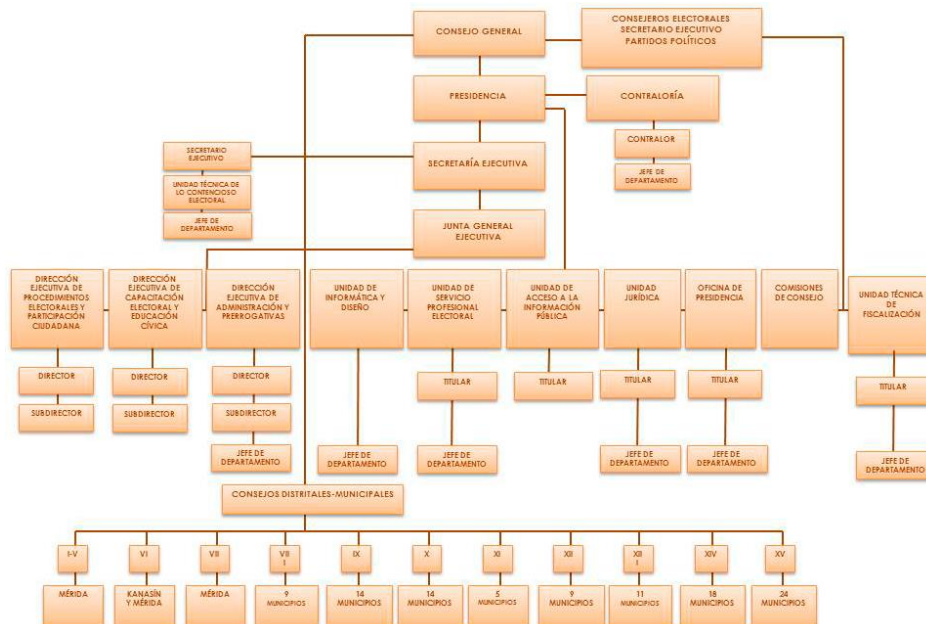 CONSEJO GENERAL
CONSEJEROS ELECTORALES
SECRETARIO EJECUTIVO
PARTIDOS POLÍTICOS
PRESIDENCIA
CONTRALORÍA
CONTRALOR
JEFE DE
DEPARTAMENTO
SECRETARIO
EJECUTIVO
UNIDAD TÉCNICA DE
LO CONTENCIOSO
ELECTORAL
JEFE DE
DEPARTAMENTO
SECRETARÍA EJECUTIVA
JUNTA GENERAL
EJECUTIVA
DIRECCIÓN
EJECUTIVA DE
PROCEDIMIENTOS
ELECTORALES Y
PARTICIPACIÓN
CIUDADANA
DIRECTOR
SUBDIRECTOR
DIRECCIÓN
EJECUTIVA DE
CAPACITACIÓN
ELECTORAL Y
EDUCACIÓN
CÍVICA
DIRECTOR
SUBDIRECTOR
DIRECCIÓN
EJECUTIVA DE
ADMINISTRACIÓN Y
PRERROGATIVAS
DIRECTOR
SUBDIRECTOR
JEFE DE
DEPARTAMENTO
UNIDAD DE
INFORMÁTICA Y
DISEÑO
JEFE DE
DEPARTAMENTO
UNIDAD DE
SERVICIO
PROFESIONAL
ELECTORAL
TITULAR
JEFE DE
DEPARTAMENTO
UNIDAD DE
ACCESO A LA
INFORMACIÓN
PÚBLICA
TITULAR
UNIDAD
JURÍDICA
TITULAR
JEFE DE
DEPARTAMENTO
OFICINA DE
PRESIDENCIA
TITULAR
JEFE DE
DEPARTAMENTO
COMISIONES
DE CONSEJO
UNIDAD TÉCNICA
DE
FISCALIZACIÓN
TITULAR
JEFE DE
DEPARTAMENTO
CONSEJOS DISTRITALES-MUNICIPALES
I-V
MÉRIDA
VI
KANASÍN
Y MÉRIDA
VII
MÉRIDA
VII
I
9
MUNICIPIOS
IX
14
MUNICIPIOS
X
14
MUNICIPIOS
XI
5
MUNICIPIOS
XII
9
MUNICIPIOS
XII
I
11
MUNICIPIOS
XIV
18
MUNICIPIOS
XV
24
MUNICIPIOS